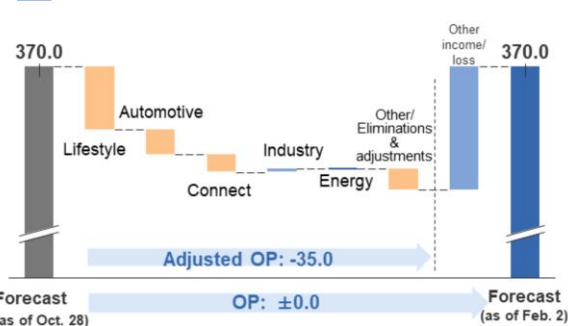 Other
income/
loss
370.0
370.0
Automotive
Other/
Eliminations
&
adjustments
Lifestyle
Industry
Connect
Energy
Adjusted OP: -35.0
OP: ±0.0
Forecast
(as of Oct. 28)
Forecast
(as of Feb. 2)